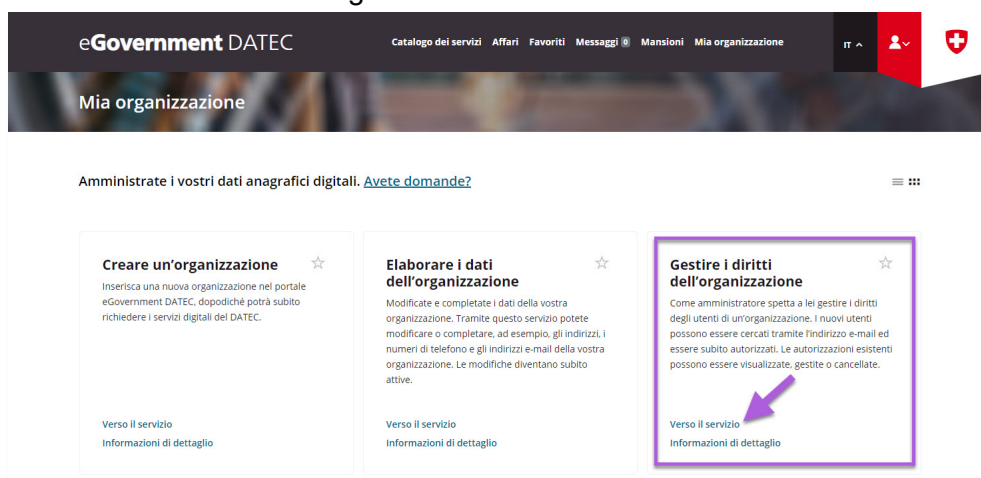 eGovernment DATEC
Catalogo dei servizi Affari Favoriti Messaggi 0 Mansioni Mia organizzazione
IT
Mia organizzazione
Amministrate i vostri dati anagrafici digitali. Avete domande?
Creare un'organizzazione
Inserisca una nuova organizzazione nel portale
eGovernment DATEC, dopodiché potrà subito
richiedere i servizi digitali del DATEC.
Verso il servizio
Informazioni di dettaglio
Elaborare i dati
dell'organizzazione
Modificate e completate i dati della vostra
organizzazione. Tramite questo servizio potete
modificare o completare, ad esempio, gli indirizzi, i
numeri di telefono e gli indirizzi e-mail della vostra
organizzazione. Le modifiche diventano subito
attive.
Verso il servizio
Informazioni di dettaglio
Gestire i diritti
dell'organizzazione
Come amministratore spetta a lei gestire i diritti
degli utenti di un'organizzazione. I nuovi utenti
possono essere cercati tramite l'indirizzo e-mail ed
essere subito autorizzati. Le autorizzazioni esistenti
possono essere visualizzate, gestite o cancellate.
Verso il servizio
Informazioni di dettaglio